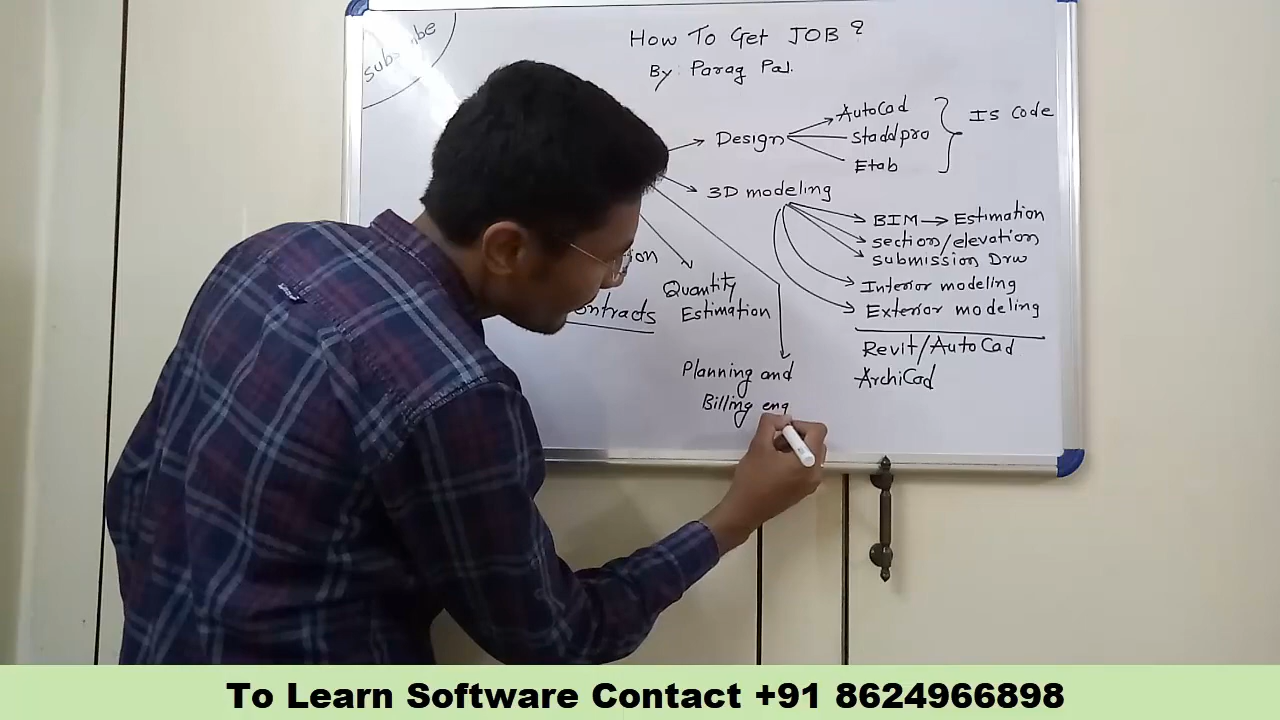 subscribe
How To Get JOB ?
By: Parag Pal.
Design
AutoCad
Staddpro
Etab
IS Code
3D modeling
BIM → Estimation
section/elevation
submission Drw
Interior modeling
Exterior modeling
Revit/AutoCad
ArchiCad
Quantity
Estimation
Planning and
Billing eng
To Learn Software Contact +91 8624966898